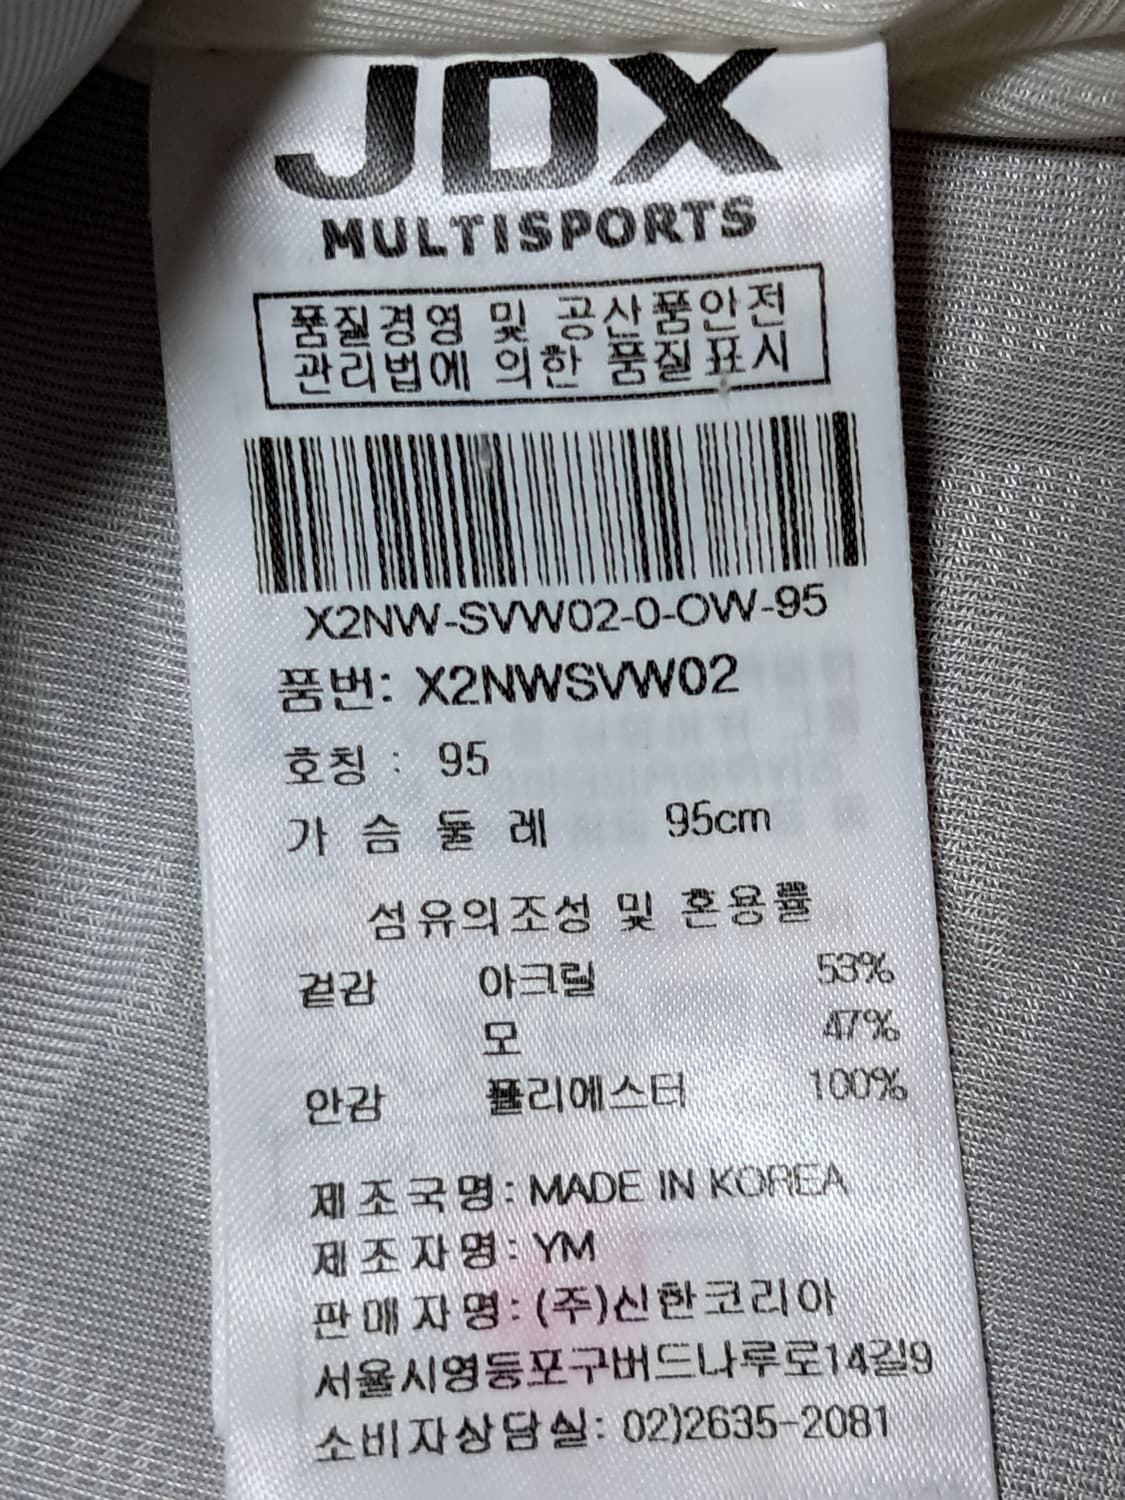 JDX
MULTISPORTS
품질경영 및 공산품안전
관리법에 의한 품질표시
X2NW-SVW02-0-OW-95
품번: X2NWSVW02
호칭 : 95
가 슴 둘 레 95cm
섬유의조성 및 혼용률
겉감 아크릴 53%
모 47%
안감 폴리에스터 100%
제조국명: MADE IN KOREA
제조자명: YM
판매자명: (주)신한코리아
서울시영등포구버드나루로14길9
소비자상담실: 02)2635-2081